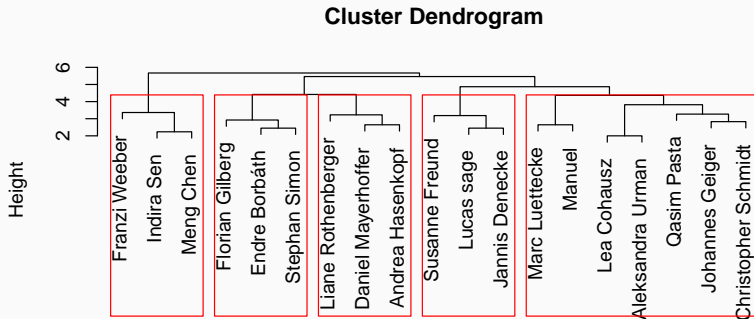 Cluster Dendrogram
Height
6
4
2
Franzi Weeber
Indira Sen
Meng Chen
Florian Gilberg
Endre Borbáth
Stephan Simon
Liane Rothenberger
Daniel Mayerhoffer
Andrea Hasenkopf
Susanne Freund
Lucas sage
Jannis Denecke
Marc Luettecke
Manuel
Lea Cohausz
Aleksandra Urman
Qasim Pasta
Johannes Geiger
Christopher Schmidt